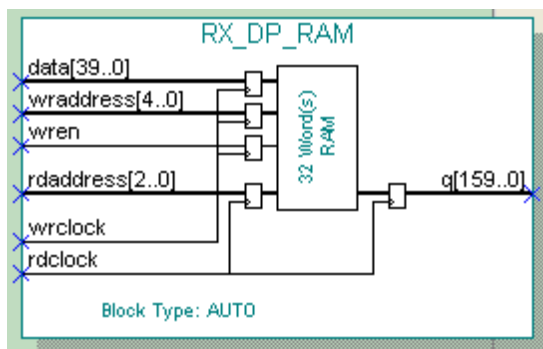 RX_DP_RAM
data[39..0]
wraddress[4..0]
wren
rdaddress[2..0]
wrclock
rdclock
32 Word(s)
RAM
q[159..0]
Block Type: AUTO